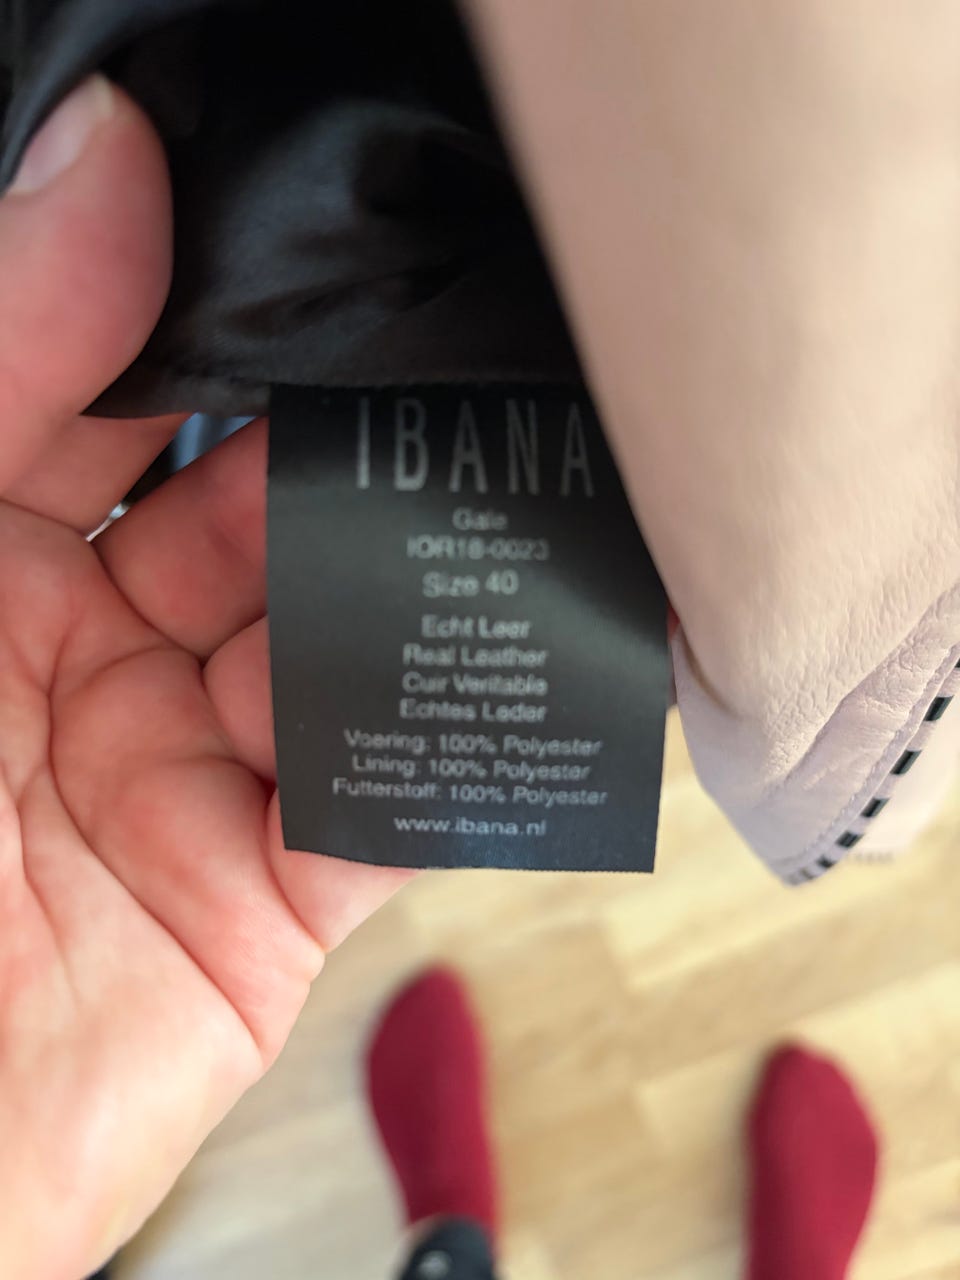 IBANA
Gale
IOR18-0023
Size 40
Echt Leer
Real Leather
Cuir Veritable
Echtes Leder
Voering: 100% Polyester
Lining: 100% Polyester
Futterstoff: 100% Polyester
www.ibana.nl